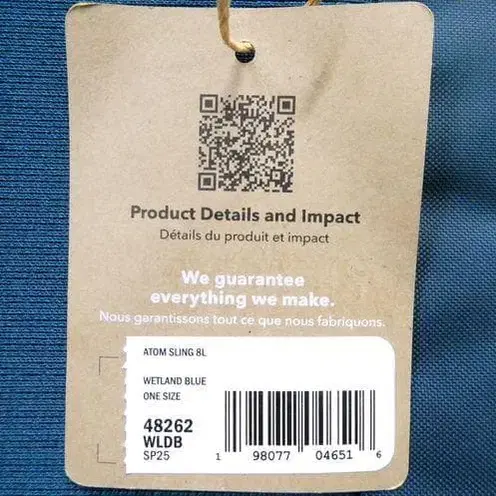 Product Details and Impact
Détails du produit et impact
We guarantee
everything we make.
Nous garantissons tout ce que nous fabriquons.
ATOM SLING 8L
WETLAND BLUE
ONE SIZE
48262
WLDB
SP25
1 98077 04651 6